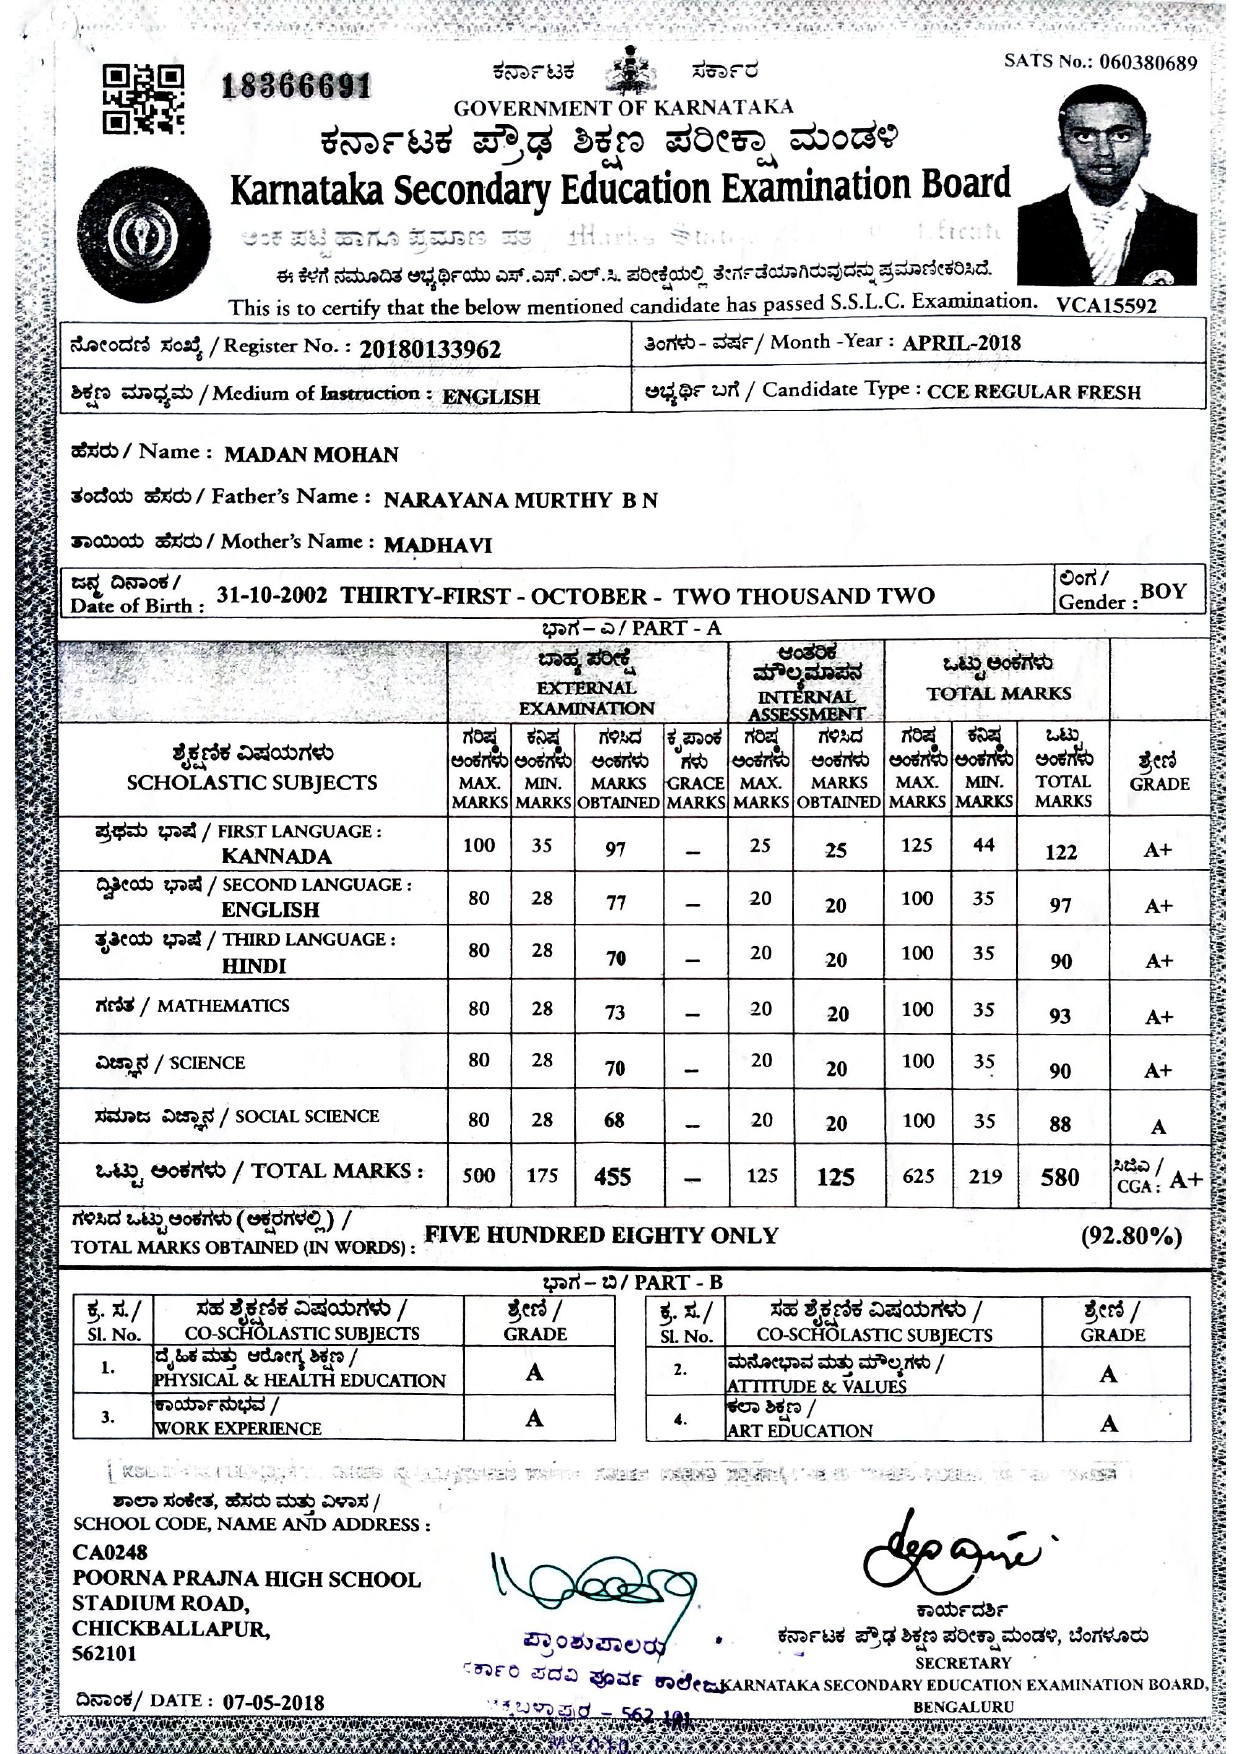 SATS No.: 060380689
18366691
ಕರ್ನಾಟಕ ಸರ್ಕಾರ
GOVERNMENT OF KARNATAKA
ಕರ್ನಾಟಕ ಪ್ರೌಢ ಶಿಕ್ಷಣ ಪರೀಕ್ಷಾ ಮಂಡಳಿ
Karnataka Secondary Education Examination Board
ಅಂಕ ಪಟ್ಟಿ ಹಾಗೂ ಪ್ರಮಾಣ ಪತ Marks
ಈ ಕೆಳಗೆ ನಮೂದಿತ ಅಭ್ಯರ್ಥಿಯು ಎಸ್.ಎಸ್.ಎಲ್.ಸಿ. ಪರೀಕ್ಷೆಯಲ್ಲಿ ತೇರ್ಗಡೆಯಾಗಿರುವುದನ್ನು ಪ್ರಮಾಣೀಕರಿಸಿದೆ.
This is to certify that the below mentioned candidate has passed S.S.L.C. Examination. VCA15592
ನೋಂದಣಿ ಸಂಖ್ಯೆ / Register No. : 20180133962 ತಿಂಗಳು - ವರ್ಷ / Month -Year : APRIL-2018
ಶಿಕ್ಷಣ ಮಾಧ್ಯಮ / Medium of Instruction : ENGLISH ಅಭ್ಯರ್ಥಿ ಬಗೆ / Candidate Type : CCE REGULAR FRESH
ಹೆಸರು / Name : MADAN MOHAN
ತಂದೆಯ ಹೆಸರು / Father's Name : NARAYANA MURTHY B N
ತಾಯಿಯ ಹೆಸರು / Mother's Name : MADHAVI
ಜನ್ಮ ದಿನಾಂಕ / ಲಿಂಗ /
Date of Birth : 31-10-2002 THIRTY-FIRST - OCTOBER - TWO THOUSAND TWO Gender : BOY
ಭಾಗ – ಎ / PART - A
ಬಾಹ್ಯ ಪರೀಕ್ಷೆ ಆಂತರಿಕ ಮೌಲ್ಯಮಾಪನ ಒಟ್ಟು ಅಂಕಗಳು
EXTERNAL EXAMINATION INTERNAL ASSESSMENT TOTAL MARKS
ಶೈಕ್ಷಣಿಕ ವಿಷಯಗಳು ಗರಿಷ್ಠ ಅಂಕಗಳು ಕನಿಷ್ಠ ಅಂಕಗಳು ಗಳಿಸಿದ ಅಂಕಗಳು ಕೃಪಾಂಕಗಳು ಗರಿಷ್ಠ ಅಂಕಗಳು ಗಳಿಸಿದ ಅಂಕಗಳು ಗರಿಷ್ಠ ಅಂಕಗಳು ಕನಿಷ್ಠ ಅಂಕಗಳು ಒಟ್ಟು ಅಂಕಗಳು ಶ್ರೇಣಿ
SCHOLASTIC SUBJECTS MAX. MARKS MIN. MARKS MARKS OBTAINED GRACE MARKS MAX. MARKS MARKS OBTAINED MAX. MARKS MIN. MARKS TOTAL MARKS GRADE
ಪ್ರಥಮ ಭಾಷೆ / FIRST LANGUAGE :
KANNADA 100 35 97 – 25 25 125 44 122 A+
ದ್ವಿತೀಯ ಭಾಷೆ / SECOND LANGUAGE :
ENGLISH 80 28 77 – 20 20 100 35 97 A+
ತೃತೀಯ ಭಾಷೆ / THIRD LANGUAGE :
HINDI 80 28 70 – 20 20 100 35 90 A+
ಗಣಿತ / MATHEMATICS 80 28 73 – 20 20 100 35 93 A+
ವಿಜ್ಞಾನ / SCIENCE 80 28 70 – 20 20 100 35 90 A+
ಸಮಾಜ ವಿಜ್ಞಾನ / SOCIAL SCIENCE 80 28 68 – 20 20 100 35 88 A
ಒಟ್ಟು ಅಂಕಗಳು / TOTAL MARKS : 500 175 455 – 125 125 625 219 580 ಸಿಜಿಎ / CGA : A+
ಗಳಿಸಿದ ಒಟ್ಟು ಅಂಕಗಳು (ಅಕ್ಷರಗಳಲ್ಲಿ) /
TOTAL MARKS OBTAINED (IN WORDS) : FIVE HUNDRED EIGHTY ONLY (92.80%)
ಭಾಗ – ಬಿ / PART - B
ಕ್ರ. ಸ./ ಸಹ ಶೈಕ್ಷಣಿಕ ವಿಷಯಗಳು / ಶ್ರೇಣಿ / ಕ್ರ. ಸ./ ಸಹ ಶೈಕ್ಷಣಿಕ ವಿಷಯಗಳು / ಶ್ರೇಣಿ /
Sl. No. CO-SCHOLASTIC SUBJECTS GRADE Sl. No. CO-SCHOLASTIC SUBJECTS GRADE
1. ದೈಹಿಕ ಮತ್ತು ಆರೋಗ್ಯ ಶಿಕ್ಷಣ / PHYSICAL & HEALTH EDUCATION A 2. ಮನೋಭಾವ ಮತ್ತು ಮೌಲ್ಯಗಳು / ATTITUDE & VALUES A
3. ಕಾರ್ಯಾನುಭವ / WORK EXPERIENCE A 4. ಕಲಾ ಶಿಕ್ಷಣ / ART EDUCATION A
ಶಾಲಾ ಸಂಕೇತ, ಹೆಸರು ಮತ್ತು ವಿಳಾಸ /
SCHOOL CODE, NAME AND ADDRESS :
CA0248
POORNA PRAJNA HIGH SCHOOL
STADIUM ROAD,
CHICKBALLAPUR,
562101
ದಿನಾಂಕ/ DATE : 07-05-2018
ಪ್ರಾಂಶುಪಾಲರು
ರ್ಕಾರಿ ಪದವಿ ಪೂರ್ವ ಕಾಲೇಜು
ಬಳ್ಳಾಪುರ – 562 101
ಕಾರ್ಯದರ್ಶಿ
ಕರ್ನಾಟಕ ಪ್ರೌಢ ಶಿಕ್ಷಣ ಪರೀಕ್ಷಾ ಮಂಡಳಿ, ಬೆಂಗಳೂರು
SECRETARY
KARNATAKA SECONDARY EDUCATION EXAMINATION BOARD,
BENGALURU